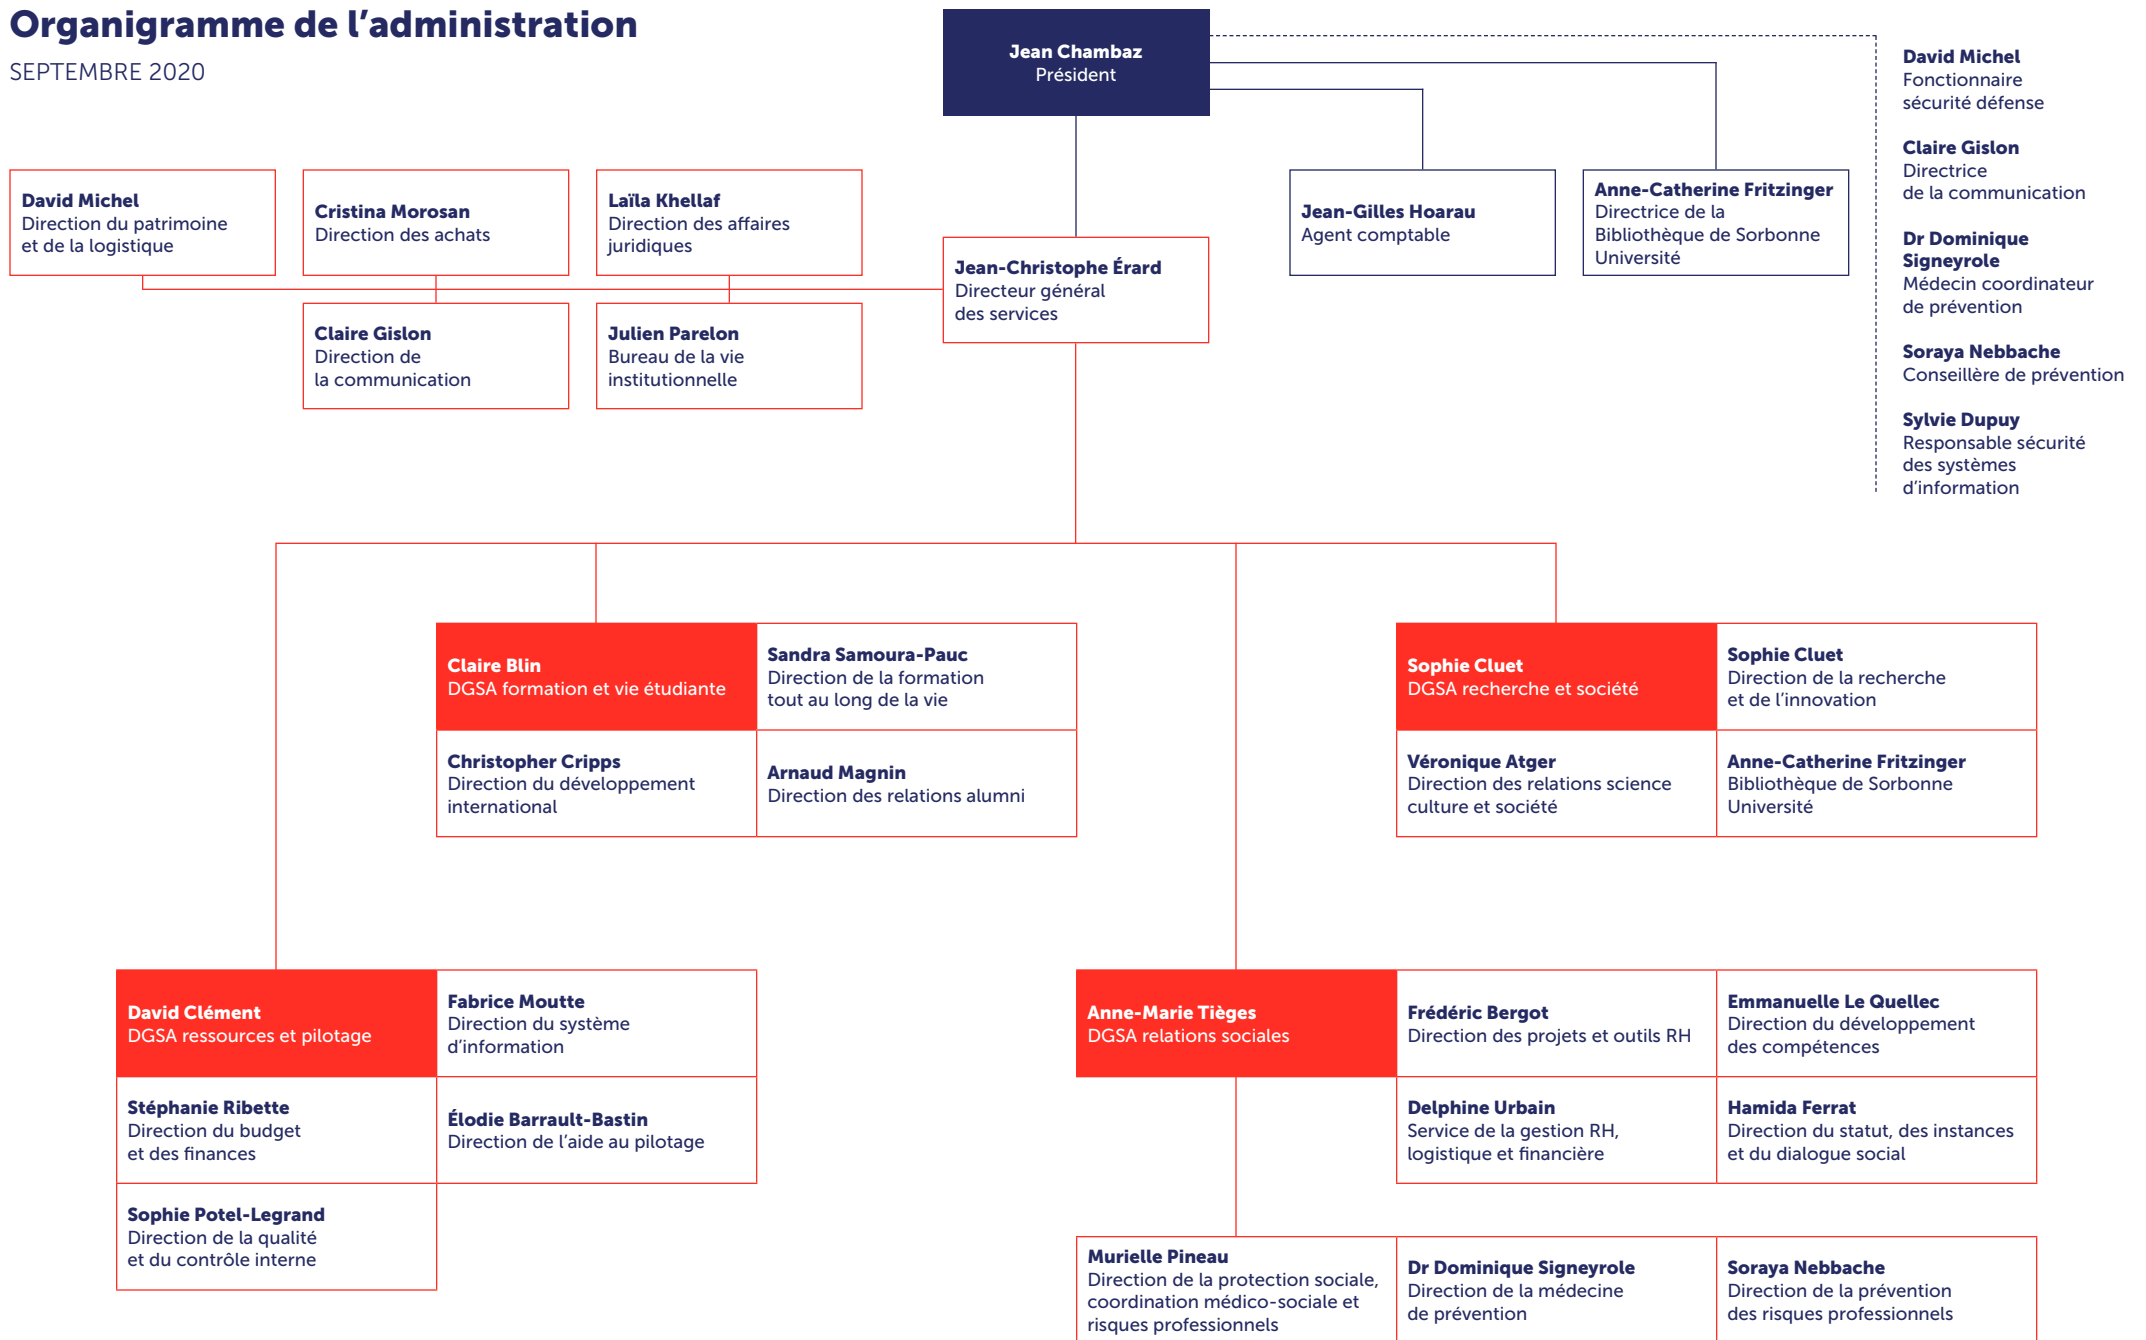 Organigramme de l’administration
SEPTEMBRE 2020
Jean Chambaz
Président
David Michel
Fonctionnaire
sécurité défense
Claire Gislon
Directrice
de la communication
Dr Dominique
Signeyrole
Médecin coordinateur
de prévention
Soraya Nebbache
Conseillère de prévention
Sylvie Dupuy
Responsable sécurité
des systèmes
d’information
David Michel
Direction du patrimoine
et de la logistique
Cristina Morosan
Direction des achats
Laïla Khellaf
Direction des affaires
juridiques
Jean-Christophe Érard
Directeur général
des services
Jean-Gilles Hoarau
Agent comptable
Anne-Catherine Fritzinger
Directrice de la
Bibliothèque de Sorbonne
Université
Claire Gislon
Direction de
la communication
Julien Parelon
Bureau de la vie
institutionnelle
Claire Blin
DGSA formation et vie étudiante
Sandra Samoura-Pauc
Direction de la formation
tout au long de la vie
Christopher Cripps
Direction du développement
international
Arnaud Magnin
Direction des relations alumni
Sophie Cluet
DGSA recherche et société
Sophie Cluet
Direction de la recherche
et de l’innovation
Véronique Atger
Direction des relations science
culture et société
Anne-Catherine Fritzinger
Bibliothèque de Sorbonne
Université
David Clément
DGSA ressources et pilotage
Fabrice Moutte
Direction du système
d’information
Stéphanie Ribette
Direction du budget
et des finances
Élodie Barrault-Bastin
Direction de l’aide au pilotage
Sophie Potel-Legrand
Direction de la qualité
et du contrôle interne
Anne-Marie Tièges
DGSA relations sociales
Frédéric Bergot
Direction des projets et outils RH
Emmanuelle Le Quellec
Direction du développement
des compétences
Delphine Urbain
Service de la gestion RH,
logistique et financière
Hamida Ferrat
Direction du statut, des instances
et du dialogue social
Murielle Pineau
Direction de la protection sociale,
coordination médico-sociale et
risques professionnels
Dr Dominique Signeyrole
Direction de la médecine
de prévention
Soraya Nebbache
Direction de la prévention
des risques professionnels